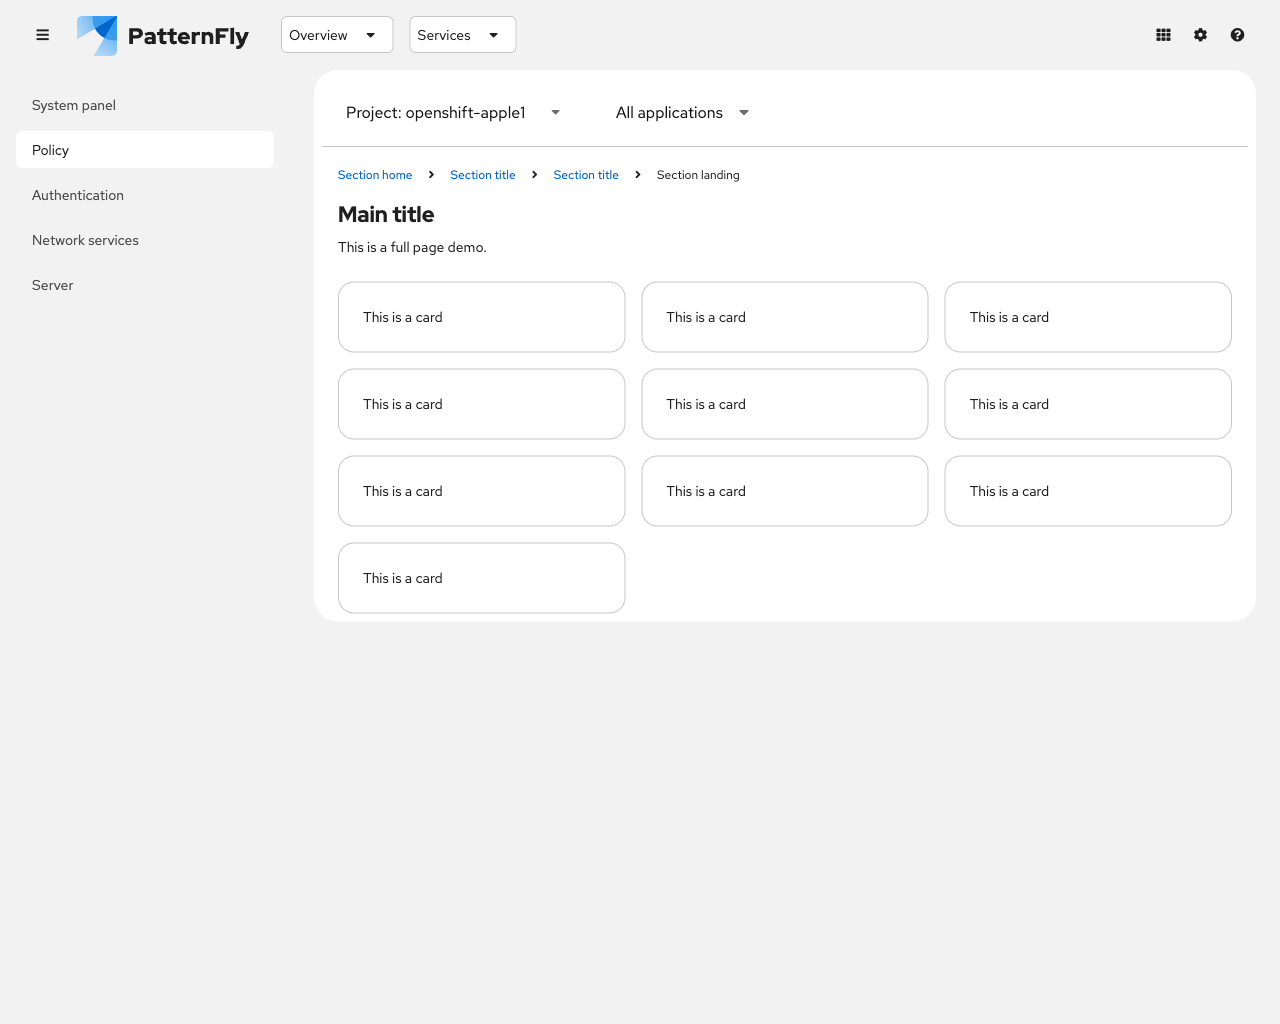 PatternFly Overview Services
System panel
Policy
Authentication
Network services
Server
Project: openshift-apple1 All applications
Section home Section title Section title Section landing
Main title
This is a full page demo.
This is a card This is a card This is a card
This is a card This is a card This is a card
This is a card This is a card This is a card
This is a card